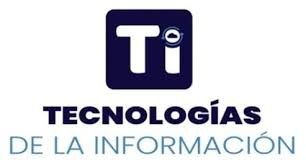 Ti
TECNOLOGÍAS
DE LA INFORMACIÓN